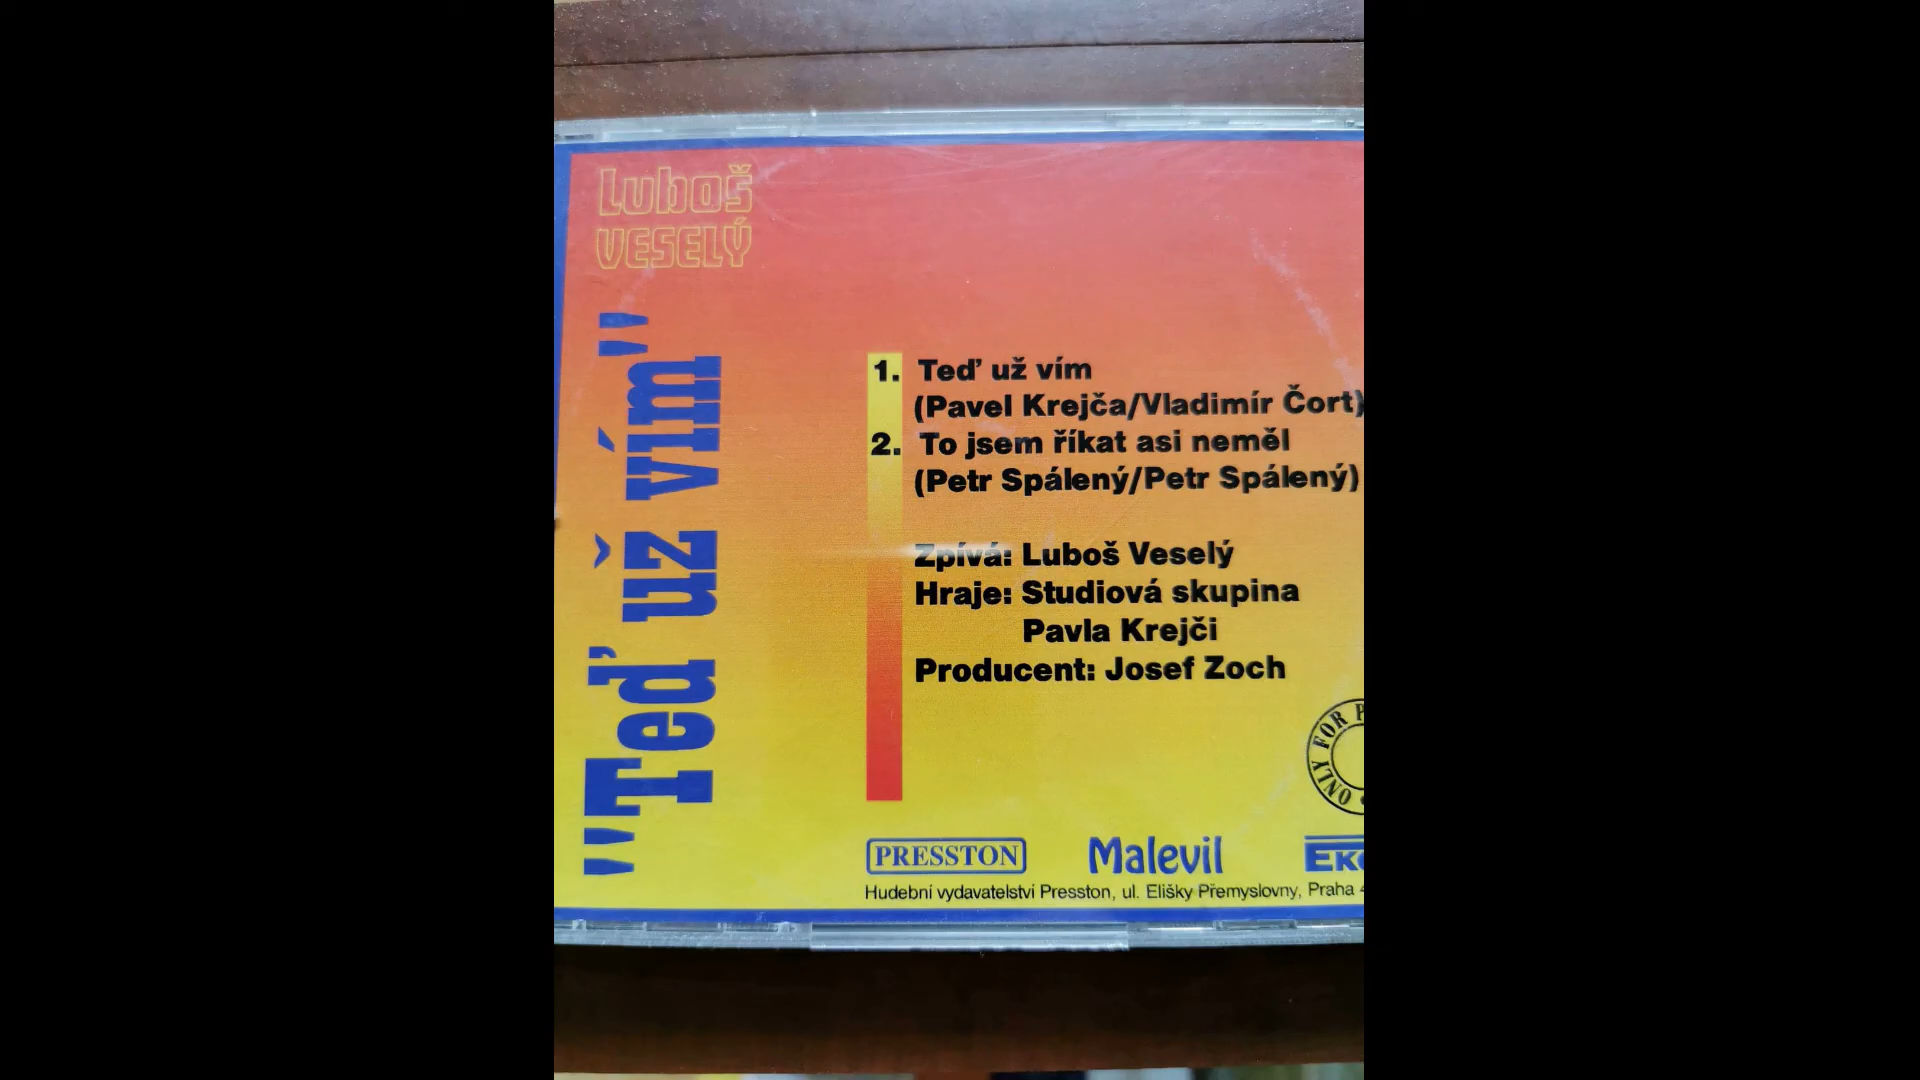 Luboš
VESELÝ
"Teď už vím"
1. Teď už vím
(Pavel Krejča/Vladimír Čort)
2. To jsem říkat asi neměl
(Petr Spálený/Petr Spálený)
Zpívá: Luboš Veselý
Hraje: Studiová skupina
Pavla Krejči
Producent: Josef Zoch
ONLY FOR
PRESSTON
Malevil
Hudební vydavatelství Presston, ul. Elišky Přemyslovny, Praha